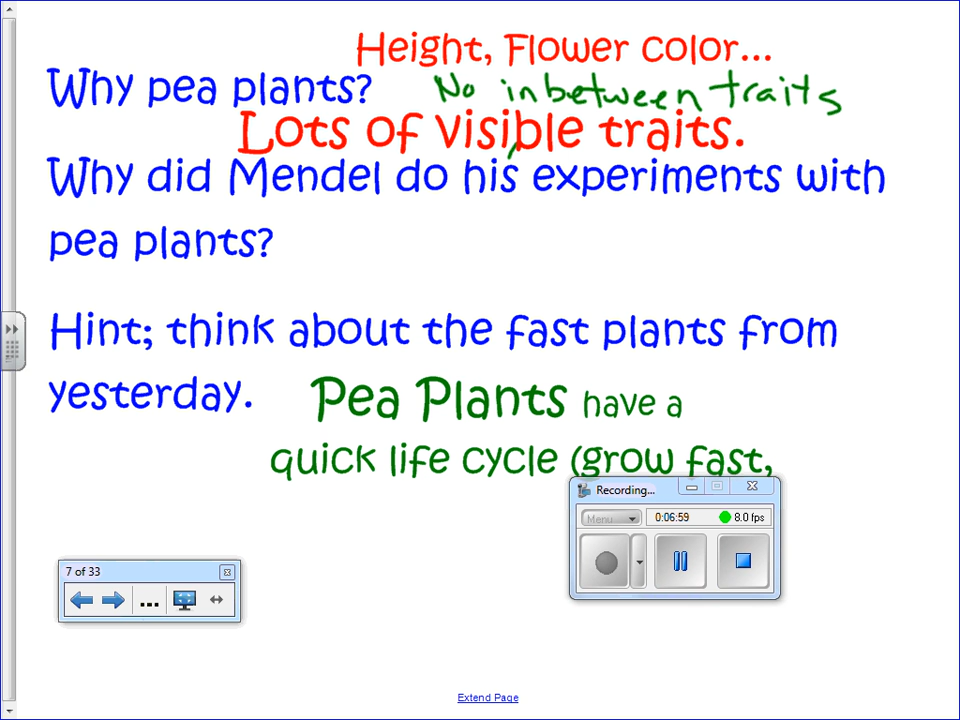 Height, Flower color...
Why pea plants?
No inbetween traits
Lots of visible traits.
Why did Mendel do his experiments with
pea plants?
Hint; think about the fast plants from
yesterday.
Pea Plants have a
quick life cycle (grow fast,
Recording...
Menu
0:06:59
8.0 fps
7 of 33
...
Extend Page